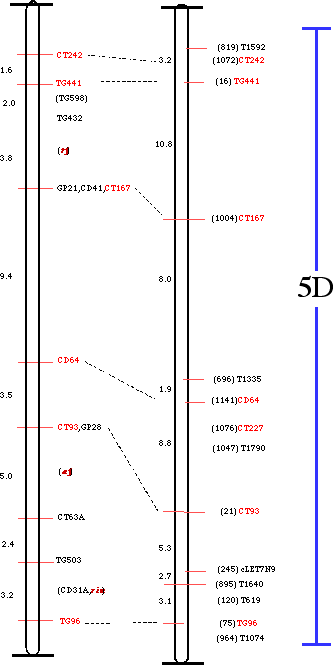 (819) T1592
CT242
3.2
(1072)CT242
1.6
TG441
(16) TG441
(TG598)
2.0
TG432
10.8
3.8
GP21,CD41,CT167
(1004)CT167
9.4
8.0
5D
CD64
(696) T1335
1.9
3.5
(1141)CD64
CT93,GP28
(1076)CT227
8.8
(1047) T1790
5.0
CT63A
(21) CT93
2.4
5.3
TG503
(245) cLET7N9
2.7
(CD31A,
(895) T1640
3.2
3.1
(120) T619
TG96
(75) TG96
(964) T1074